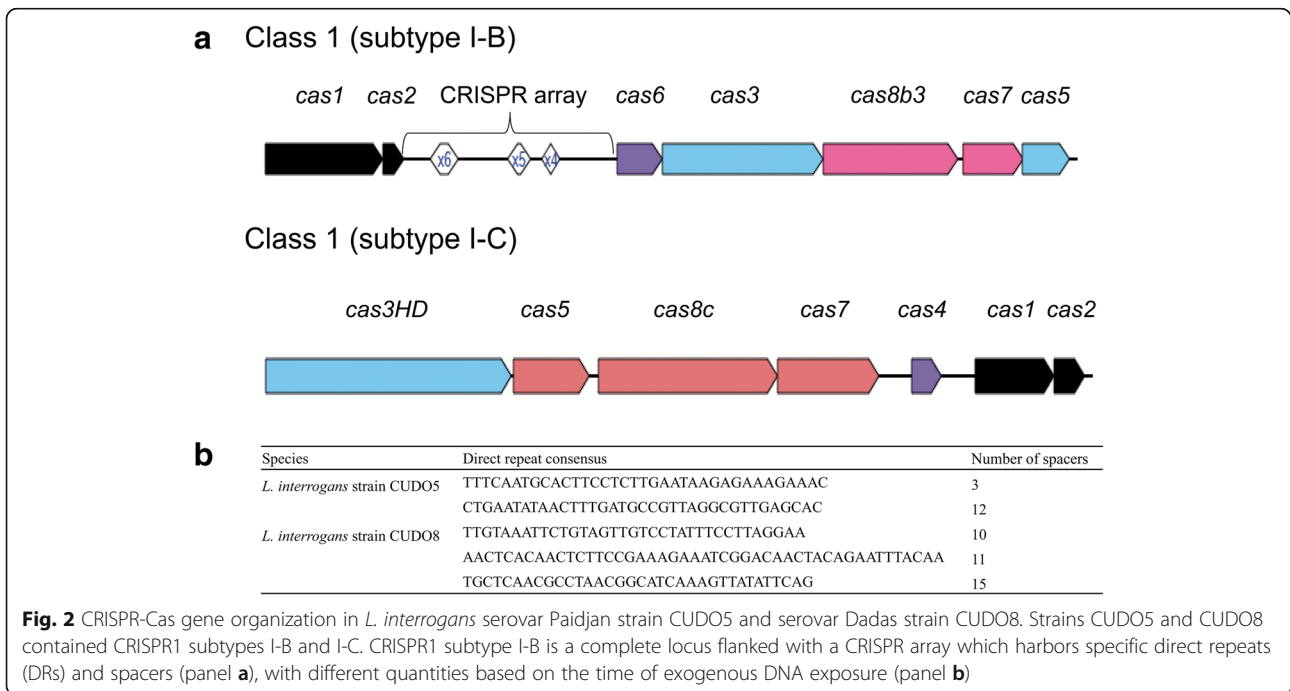 a Class 1 (subtype I-B)
cas1 cas2 CRISPR array cas6 cas3 cas8b3 cas7 cas5
x6 x5 x4
Class 1 (subtype I-C)
cas3HD cas5 cas8c cas7 cas4 cas1 cas2
b
Species Direct repeat consensus Number of spacers
L. interrogans strain CUDO5 TTTCAATGCACTTCCTCTTGAATAAGAGAAAGAAAC 3
CTGAATATAACTTTGATGCCGTTAGGCGTTGAGCAC 12
L. interrogans strain CUDO8 TTGTAAATTCTGTAGTTGTCCTATTTCCTTAGGAA 10
AACTCACAACTCTTCCGAAAGAAATCGGACAACTACAGAATTTACAA 11
TGCTCAACGCCTAACGGCATCAAAGTTATATTCAG 15
Fig. 2 CRISPR-Cas gene organization in L. interrogans serovar Paidjan strain CUDO5 and serovar Dadas strain CUDO8. Strains CUDO5 and CUDO8
contained CRISPR1 subtypes I-B and I-C. CRISPR1 subtype I-B is a complete locus flanked with a CRISPR array which harbors specific direct repeats
(DRs) and spacers (panel a), with different quantities based on the time of exogenous DNA exposure (panel b)